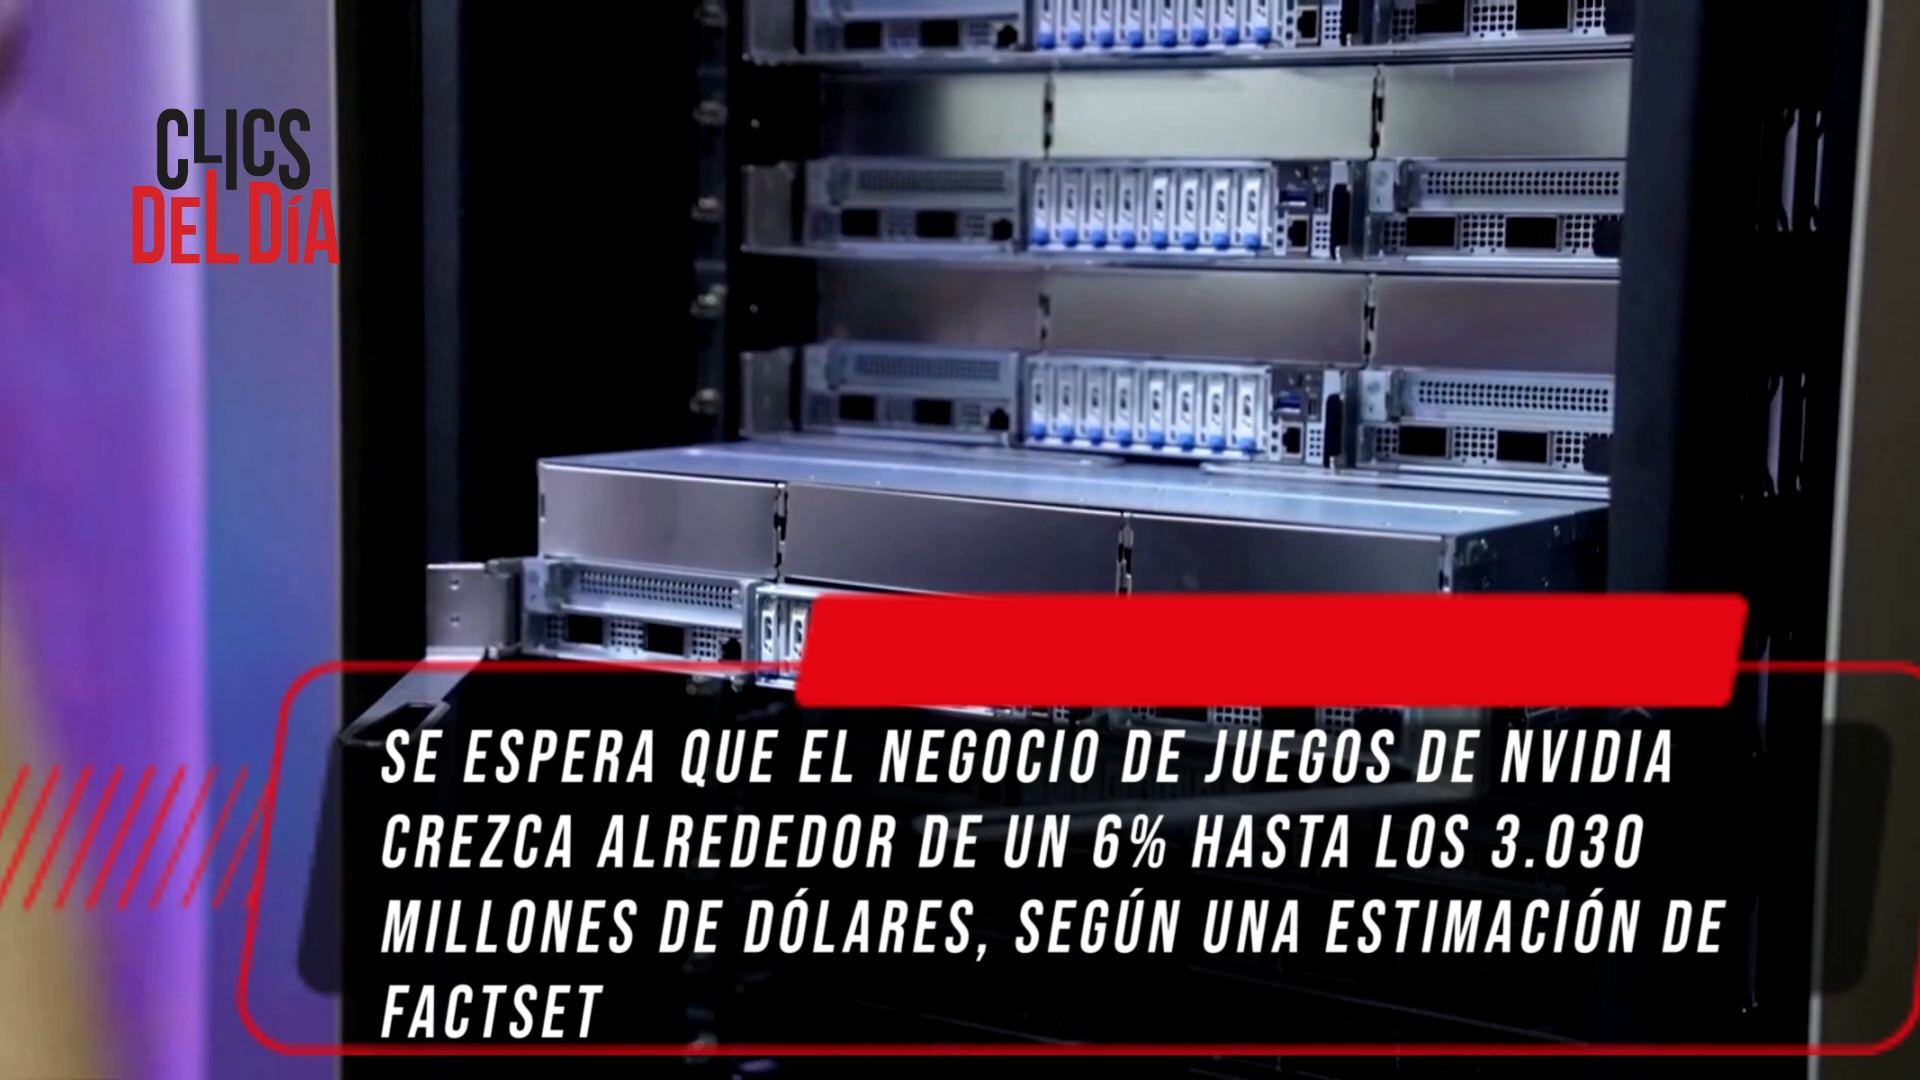 CLICS
DEL DÍA
SE ESPERA QUE EL NEGOCIO DE JUEGOS DE NVIDIA
CREZCA ALREDEDOR DE UN 6% HASTA LOS 3.030
MILLONES DE DÓLARES, SEGÚN UNA ESTIMACIÓN DE
FACTSET